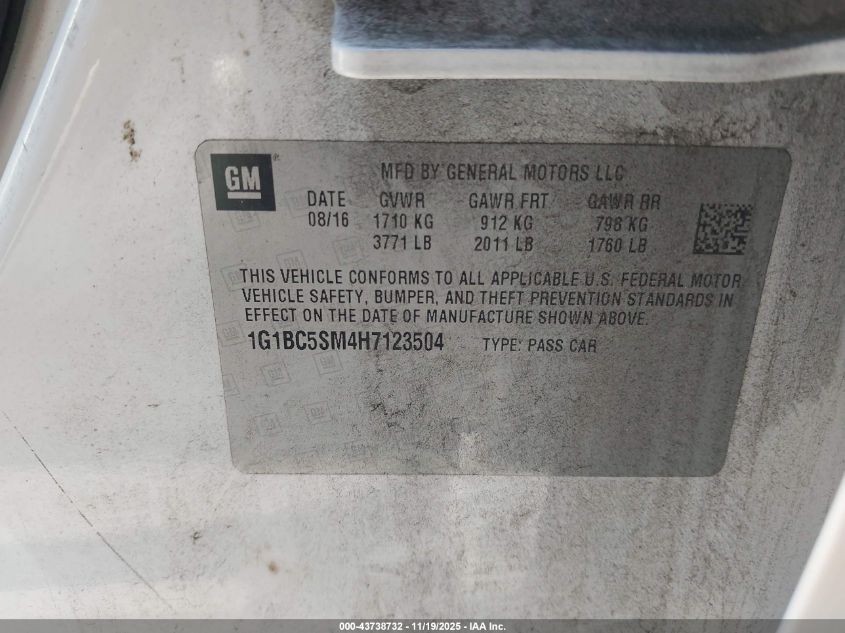 GM
MFD BY GENERAL MOTORS LLC
DATE GVWR GAWR FRT GAWR RR
08/16 1710 KG 912 KG 798 KG
3771 LB 2011 LB 1760 LB
THIS VEHICLE CONFORMS TO ALL APPLICABLE U.S. FEDERAL MOTOR
VEHICLE SAFETY, BUMPER, AND THEFT PREVENTION STANDARDS IN
EFFECT ON THE DATE OF MANUFACTURE SHOWN ABOVE.
1G1BC5SM4H7123504 TYPE: PASS CAR
000-43738732 - 11/19/2025 - IAA Inc.